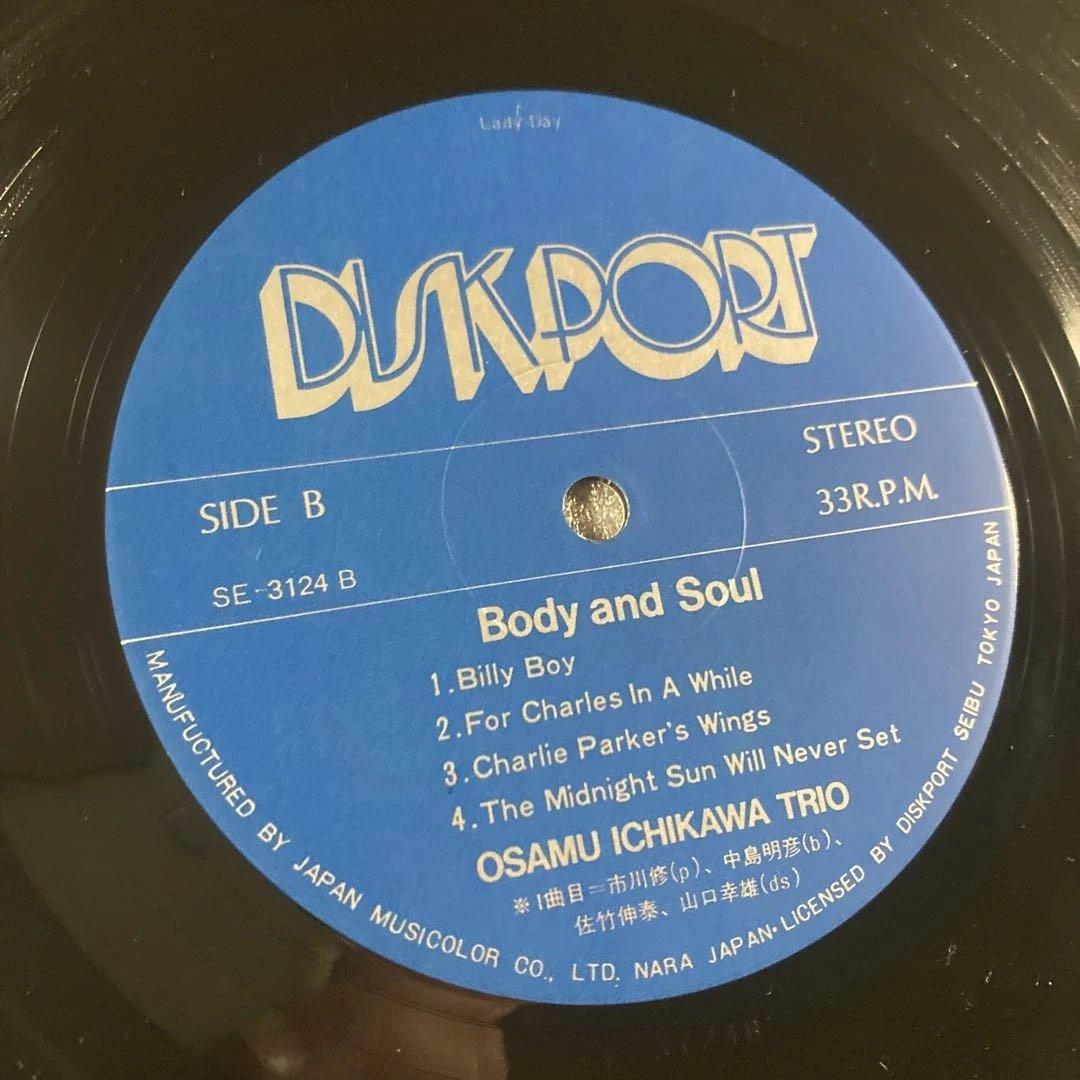 Lady Day
DISKPORT
STEREO
33R.P.M.
SIDE B
SE-3124 B
Body and Soul
1.Billy Boy
2.For Charles In A While
3.Charlie Parker's Wings
4.The Midnight Sun Will Never Set
OSAMU ICHIKAWA TRIO
※1曲目=市川修(p)、中島明彦(b)、
佐竹伸泰、山口幸雄(ds)
MANUFUCTURED BY JAPAN MUSICOLOR CO., LTD. NARA JAPAN·LICENSED BY DISKPORT SEIBU TOKYO JAPAN